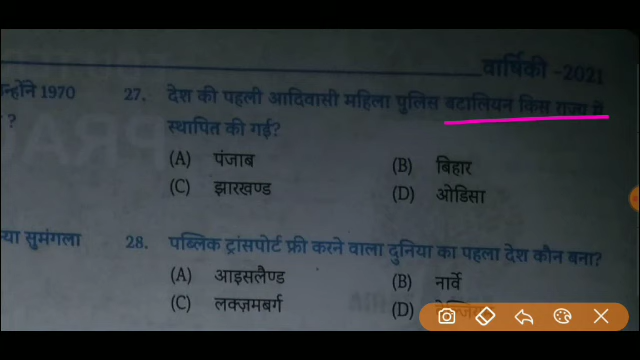 वार्षिकी -2021
न्होंने 1970
?
27. देश की पहली आदिवासी महिला पुलिस बटालियन किस राज्य में
स्थापित की गई?
(A) पंजाब (B) बिहार
(C) झारखण्ड (D) ओडिसा
या सुमंगला
28. पब्लिक ट्रांसपोर्ट फ्री करने वाला दुनिया का पहला देश कौन बना?
(A) आइसलैण्ड (B) नार्वे
(C) लक्ज़मबर्ग (D)